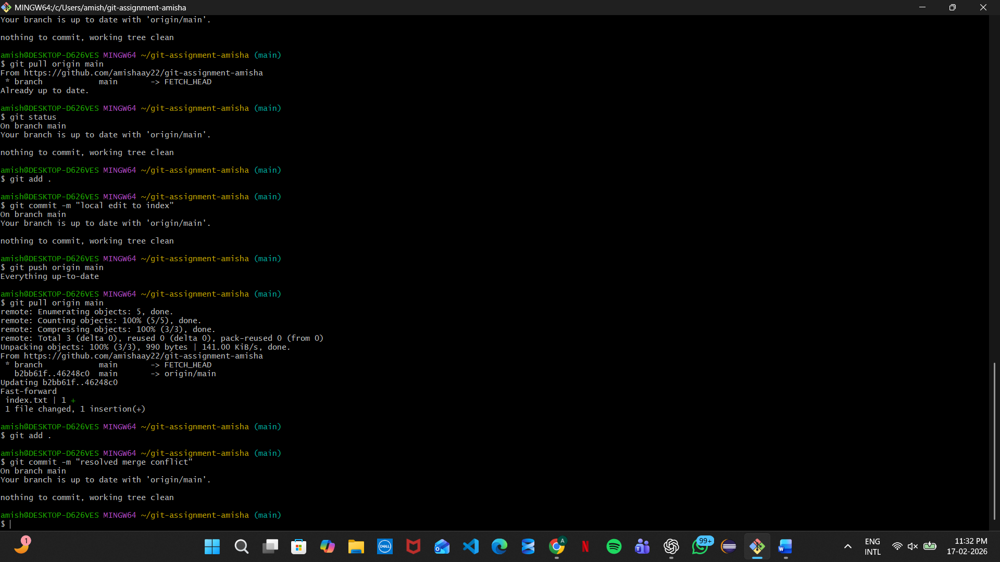 MINGW64:/c/Users/amish/git-assignment-amisha
Your branch is up to date with 'origin/main'.
nothing to commit, working tree clean
amish@DESKTOP-D626VES MINGW64 ~/git-assignment-amisha (main)
$ git pull origin main
From https://github.com/amishaay22/git-assignment-amisha
 * branch            main       -> FETCH_HEAD
Already up to date.
amish@DESKTOP-D626VES MINGW64 ~/git-assignment-amisha (main)
$ git status
On branch main
Your branch is up to date with 'origin/main'.
nothing to commit, working tree clean
amish@DESKTOP-D626VES MINGW64 ~/git-assignment-amisha (main)
$ git add .
amish@DESKTOP-D626VES MINGW64 ~/git-assignment-amisha (main)
$ git commit -m "local edit to index"
On branch main
Your branch is up to date with 'origin/main'.
nothing to commit, working tree clean
amish@DESKTOP-D626VES MINGW64 ~/git-assignment-amisha (main)
$ git push origin main
Everything up-to-date
amish@DESKTOP-D626VES MINGW64 ~/git-assignment-amisha (main)
$ git pull origin main
remote: Enumerating objects: 5, done.
remote: Counting objects: 100% (5/5), done.
remote: Compressing objects: 100% (3/3), done.
remote: Total 3 (delta 0), reused 0 (delta 0), pack-reused 0 (from 0)
Unpacking objects: 100% (3/3), 990 bytes | 141.00 KiB/s, done.
From https://github.com/amishaay22/git-assignment-amisha
 * branch            main       -> FETCH_HEAD
   b2bb61f..46248c0  main       -> origin/main
Updating b2bb61f..46248c0
Fast-forward
 index.txt | 1 +
 1 file changed, 1 insertion(+)
amish@DESKTOP-D626VES MINGW64 ~/git-assignment-amisha (main)
$ git add .
amish@DESKTOP-D626VES MINGW64 ~/git-assignment-amisha (main)
$ git commit -m "resolved merge conflict"
On branch main
Your branch is up to date with 'origin/main'.
nothing to commit, working tree clean
amish@DESKTOP-D626VES MINGW64 ~/git-assignment-amisha (main)
$
1
DELL
O
A
N
T
99+
W
ENG
INTL
11:32 PM
17-02-2026